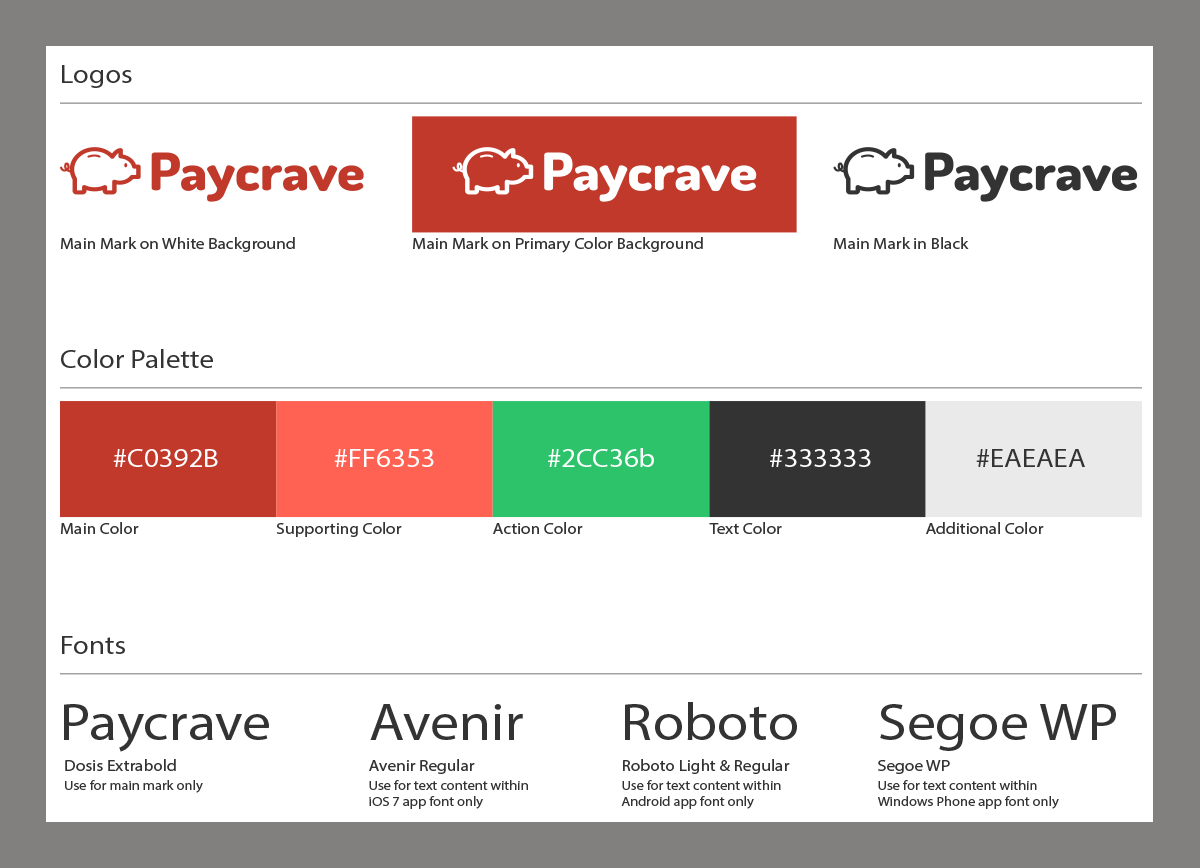 Logos
Paycrave
Paycrave
Paycrave
Main Mark on White Background
Main Mark on Primary Color Background
Main Mark in Black
Color Palette
#C0392B
#FF6353
#2CC36b
#333333
#EAEAEA
Main Color
Supporting Color
Action Color
Text Color
Additional Color
Fonts
Paycrave
Dosis Extrabold
Use for main mark only
Avenir
Avenir Regular
Use for text content within
iOS 7 app font only
Roboto
Roboto Light & Regular
Use for text content within
Android app font only
Segoe WP
Segoe WP
Use for text content within
Windows Phone app font only